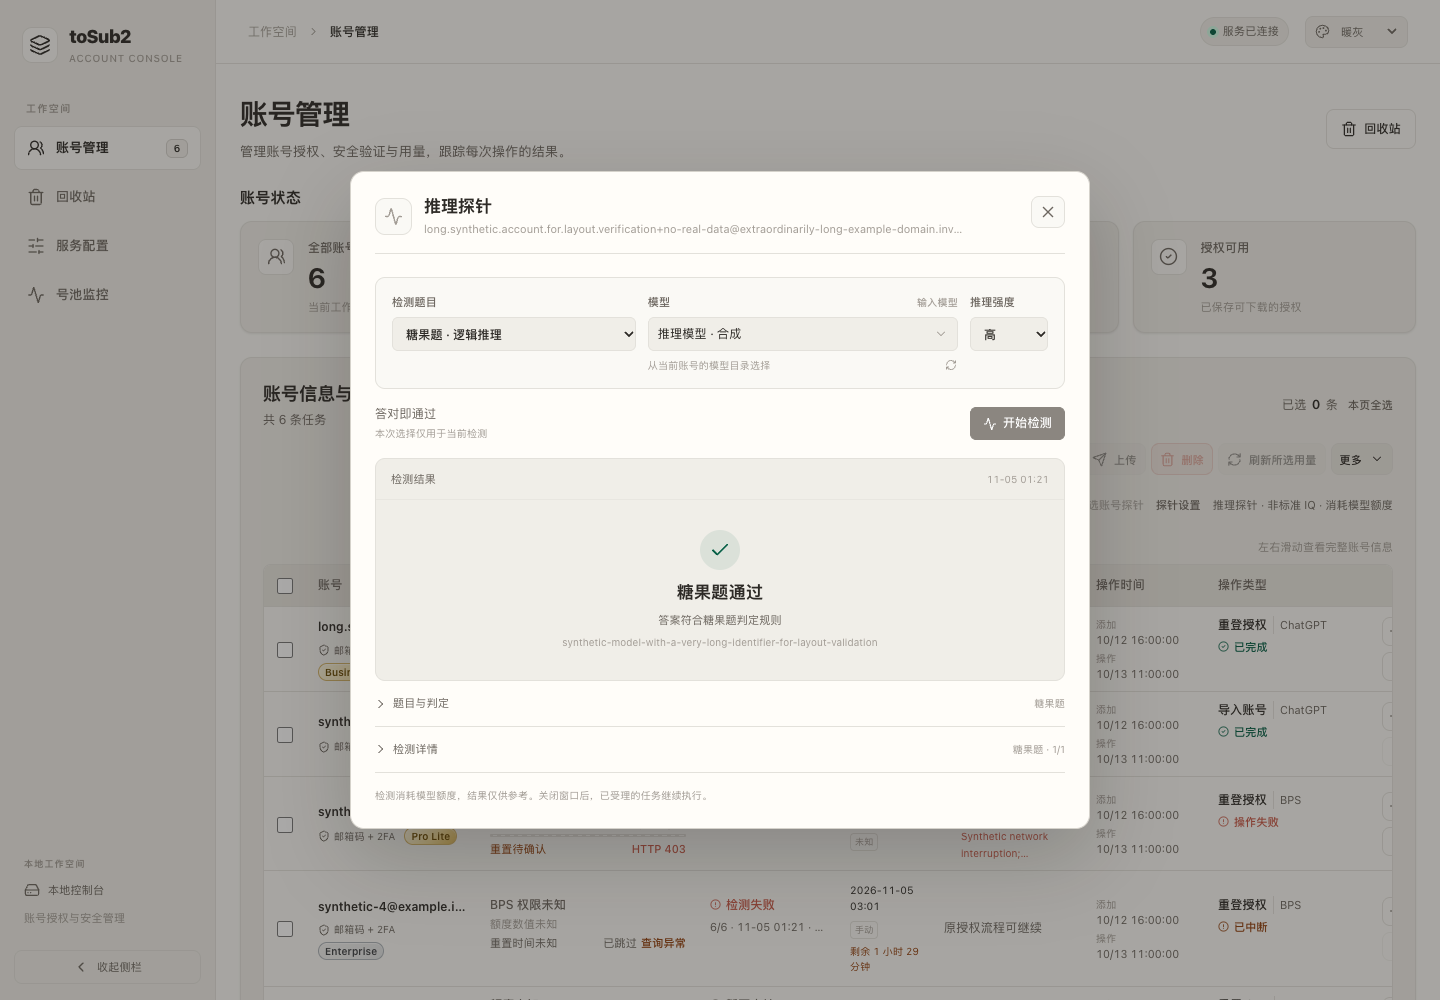 toSub2
ACCOUNT CONSOLE
工作空间
账号管理 6
回收站
服务配置
号池监控
本地工作空间
本地控制台
账号授权与安全管理
收起侧栏
工作空间 账号管理
服务已连接
暖灰
账号管理
管理账号授权、安全验证与用量，跟踪每次操作的结果。
回收站
账号状态
全部账号
6
当前工作
授权可用
3
已保存可下载的授权
账号信息与
共 6 条任务
已选 0 条 本页全选
上传 删除 刷新所选用量 更多
选账号探针 探针设置 推理探针 · 非标准 IQ · 消耗模型额度
左右滑动查看完整账号信息
账号 操作时间 操作类型
推理探针
long.synthetic.account.for.layout.verification+no-real-data@extraordinarily-long-example-domain.inv...
检测题目 模型 输入模型 推理强度
糖果题 · 逻辑推理 推理模型 · 合成 高
从当前账号的模型目录选择
答对即通过
本次选择仅用于当前检测
开始检测
检测结果 11-05 01:21
糖果题通过
答案符合糖果题判定规则
synthetic-model-with-a-very-long-identifier-for-layout-validation
题目与判定 糖果题
检测详情 糖果题 · 1/1
检测消耗模型额度，结果仅供参考。关闭窗口后，已受理的任务继续执行。
long.s
邮箱
Busin
添加
10/12 16:00:00
操作
10/13 11:00:00
重登授权 ChatGPT
已完成
synth
邮箱
添加
10/12 16:00:00
操作
10/13 11:00:00
导入账号 ChatGPT
已完成
synth
邮箱码 + 2FA Pro Lite
重置待确认 HTTP 403
未知
Synthetic network
interruption;...
添加
10/12 16:00:00
操作
10/13 11:00:00
重登授权 BPS
操作失败
synthetic-4@example.i...
邮箱码 + 2FA
Enterprise
BPS 权限未知
额度数值未知
重置时间未知 已跳过 查询异常
检测失败
6/6 · 11-05 01:21 · ...
2026-11-05
03:01
手动
剩余 1 小时 29
分钟
原授权流程可继续
添加
10/12 16:00:00
操作
10/13 11:00:00
重登授权 BPS
已中断